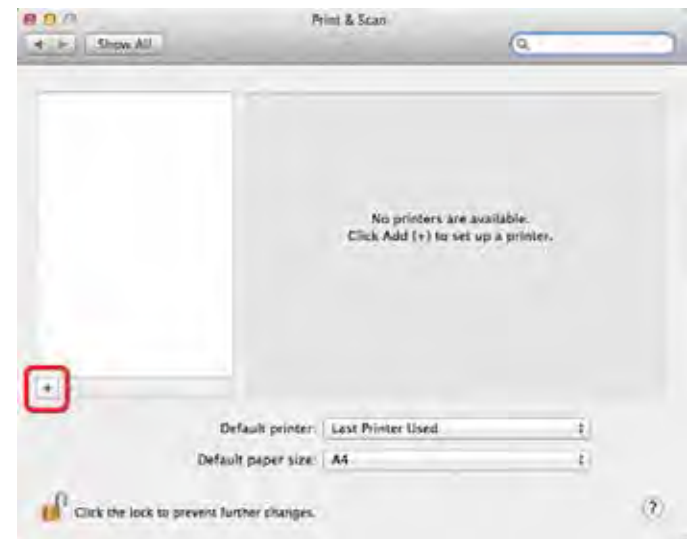 Print & Scan
Show All
No printers are available.
Click Add (+) to set up a printer.
+
Default printer: Last Printer Used
Default paper size: A4
Click the lock to prevent further changes.
?